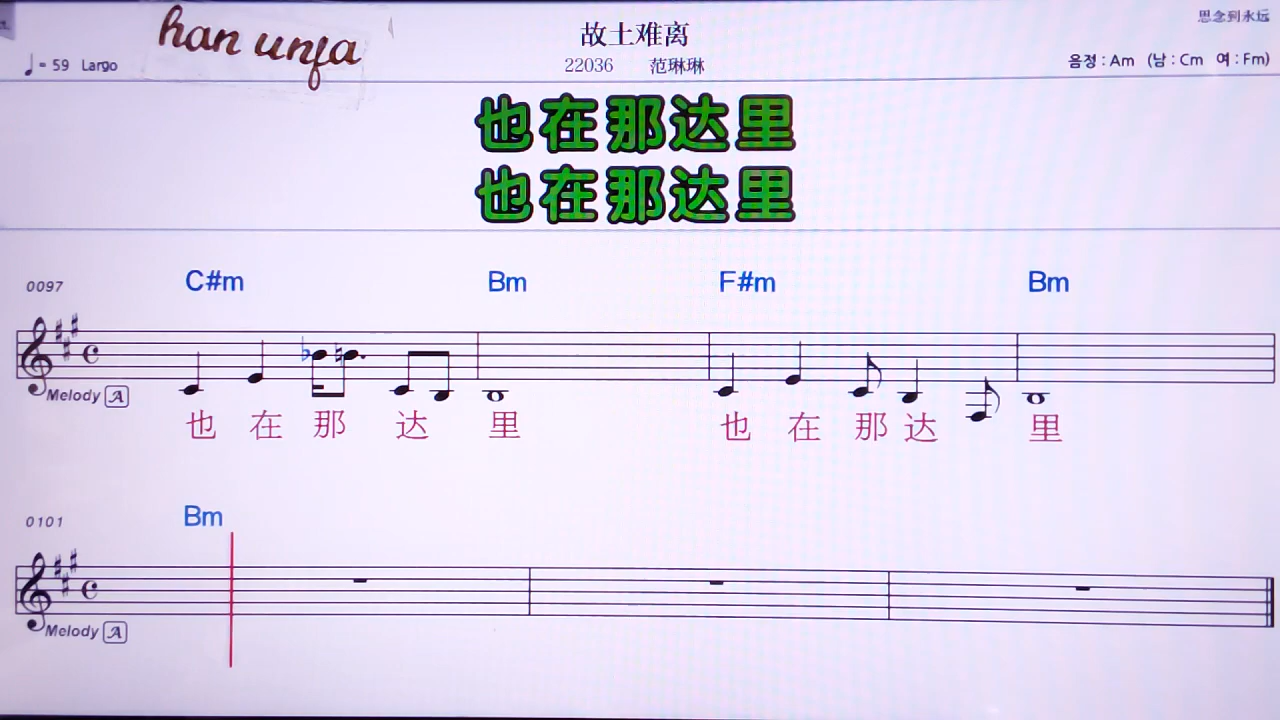 han unfa
故土难离
思念到永远
♩= 59 Largo
22036 范琳琳
음정 : Am (남 : Cm 여 : Fm)
也在那达里
也在那达里
0097 C#m Bm F#m Bm
Melody A
也 在 那 达 里 也 在 那 达 里
0101 Bm
Melody A